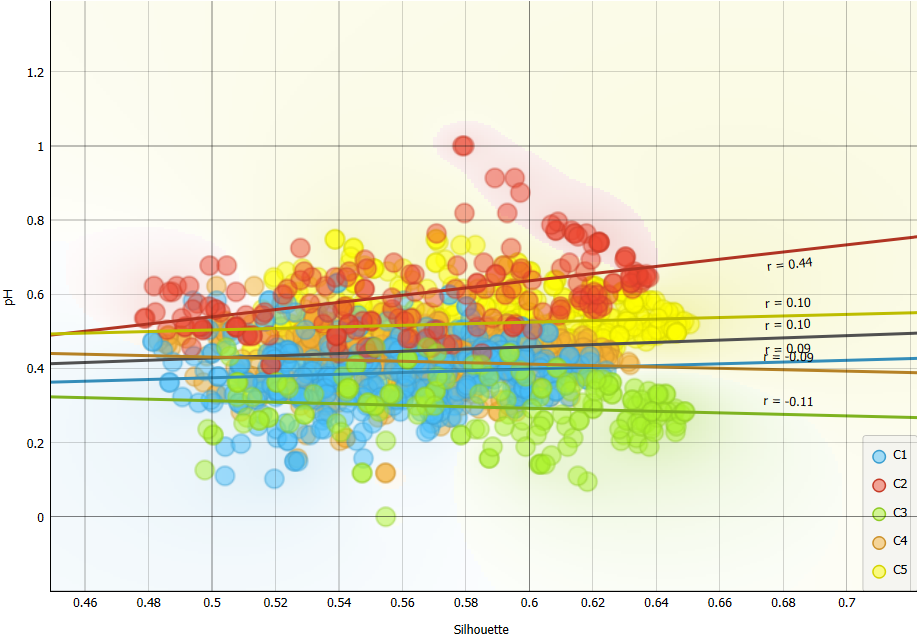 1.2
1
0.8
0.6
0.4
0.2
0
pH
r = 0.44
r = 0.10
r = 0.10
r = 0.09
r = -0.09
r = -0.11
C1
C2
C3
C4
C5
0.46 0.48 0.5 0.52 0.54 0.56 0.58 0.6 0.62 0.64 0.66 0.68 0.7
Silhouette